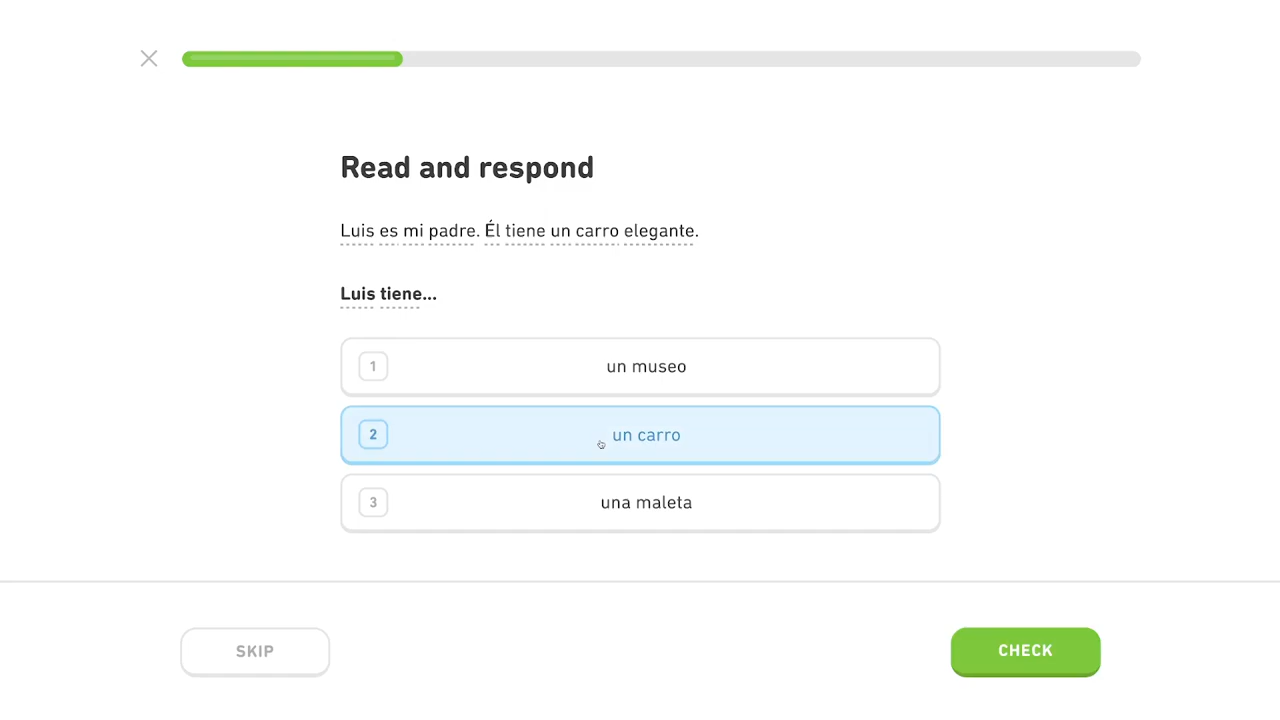 Read and respond
Luis es mi padre. Él tiene un carro elegante.
Luis tiene...
1 un museo
2 un carro
3 una maleta
SKIP CHECK